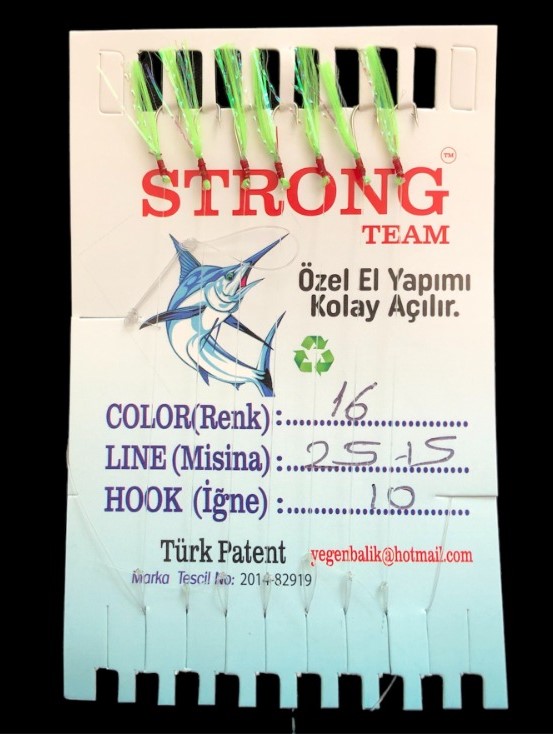 STRONG™
TEAM
Özel El Yapımı
Kolay Açılır.
COLOR(Renk) : 16
LINE (Misina) : 25-15
HOOK (İğne) : 10
Türk Patent yegenbalik@hotmail.com
Marka Tescil No: 2014-82919